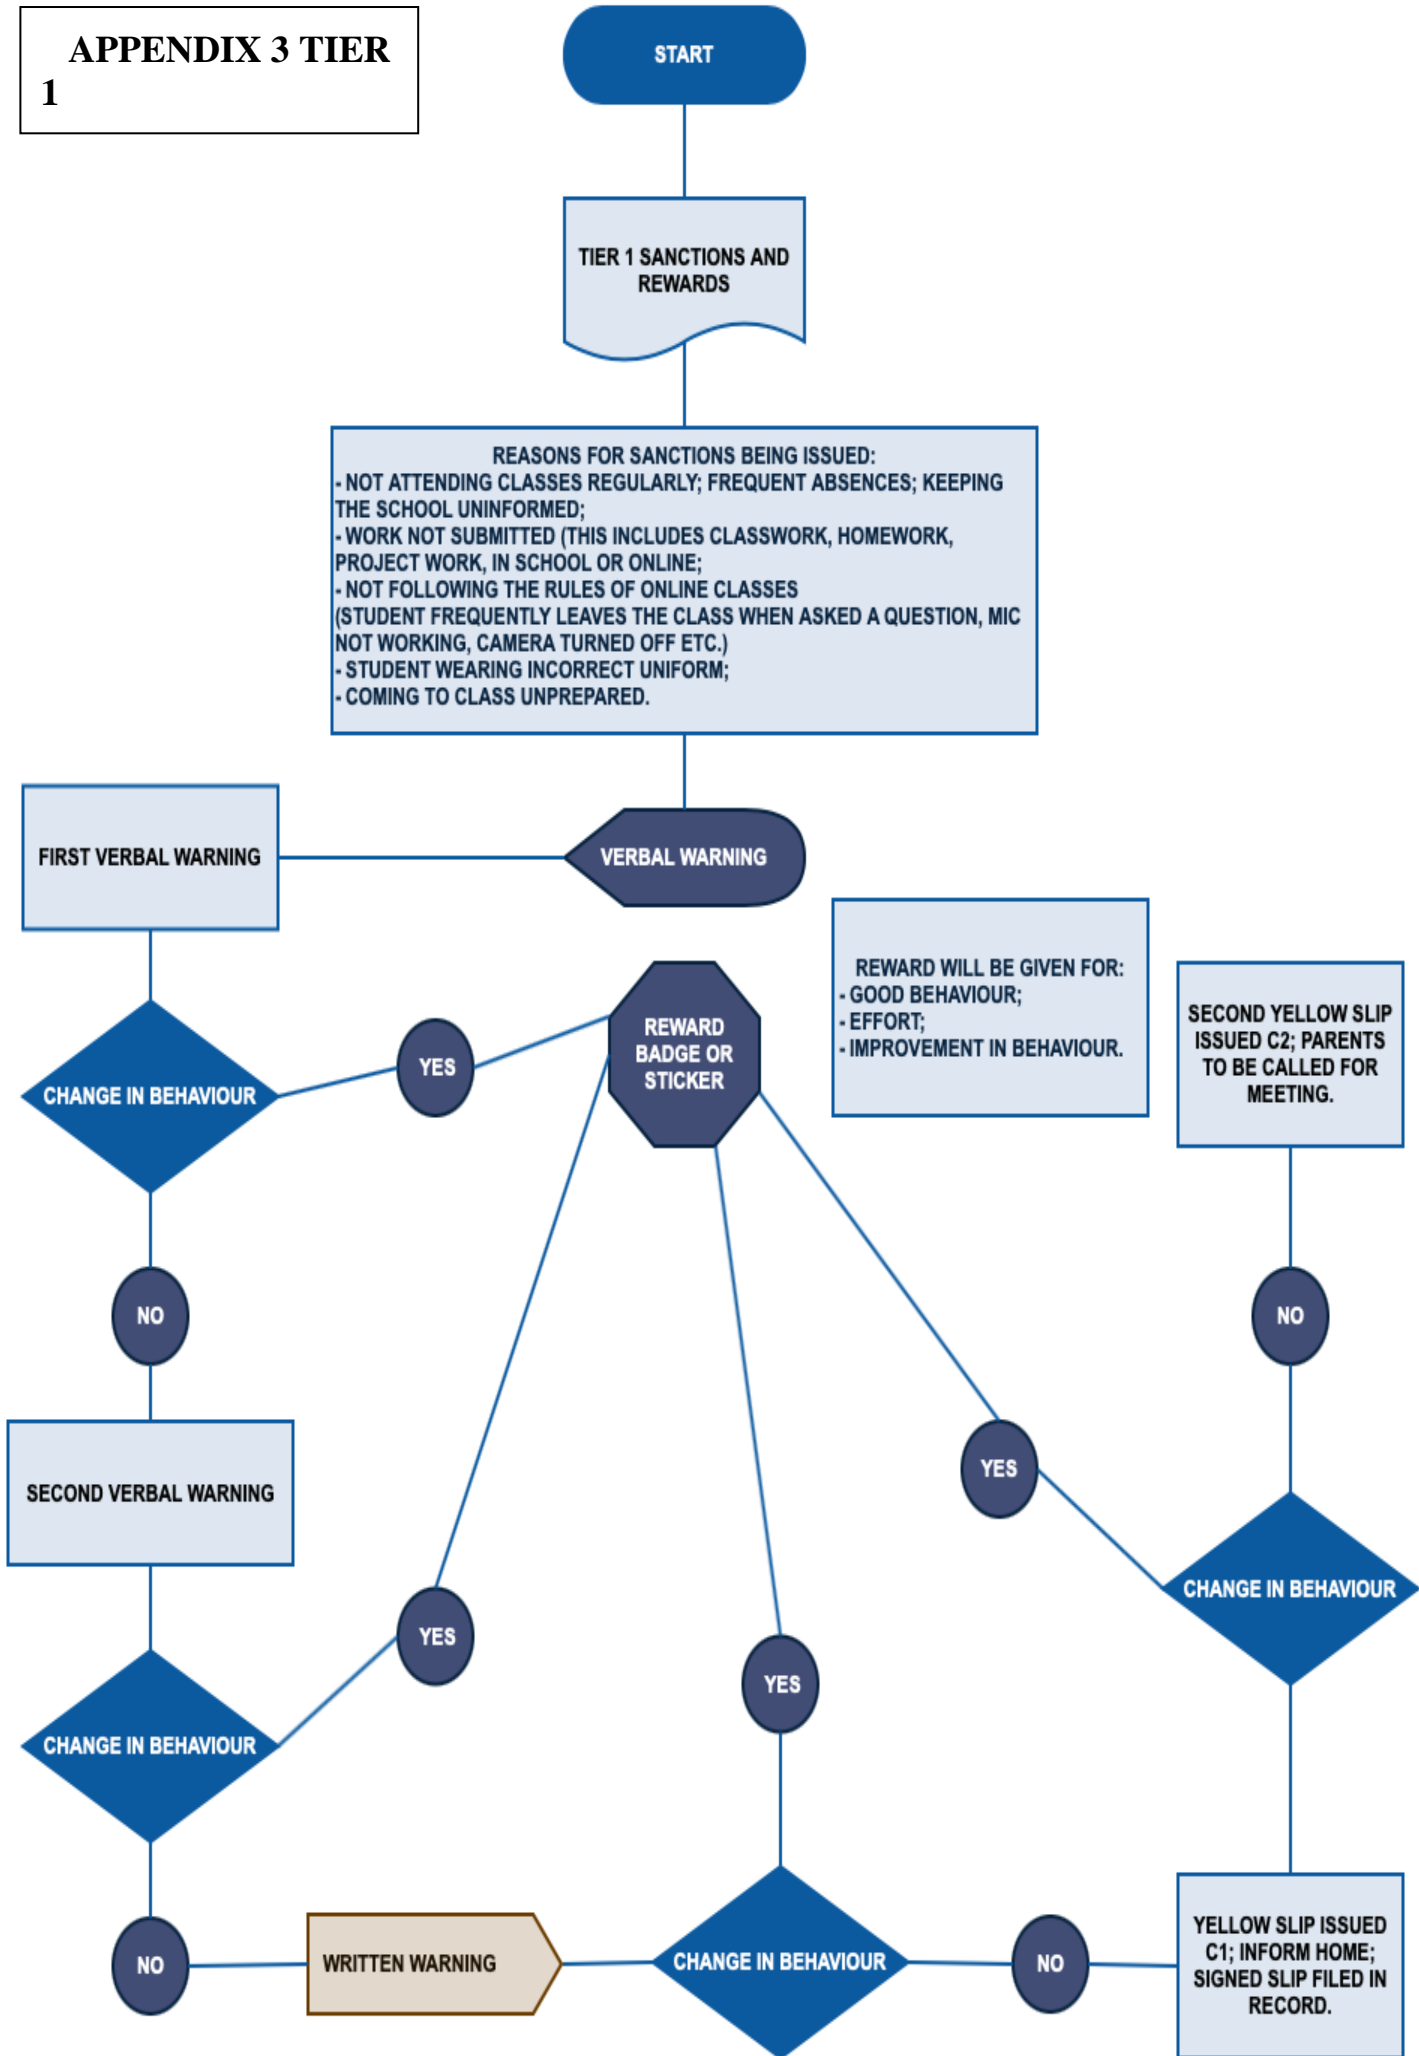 APPENDIX 3 TIER
1
START
TIER 1 SANCTIONS AND
REWARDS
REASONS FOR SANCTIONS BEING ISSUED:
- NOT ATTENDING CLASSES REGULARLY; FREQUENT ABSENCES; KEEPING
THE SCHOOL UNINFORMED;
- WORK NOT SUBMITTED (THIS INCLUDES CLASSWORK, HOMEWORK,
PROJECT WORK, IN SCHOOL OR ONLINE;
- NOT FOLLOWING THE RULES OF ONLINE CLASSES
(STUDENT FREQUENTLY LEAVES THE CLASS WHEN ASKED A QUESTION, MIC
NOT WORKING, CAMERA TURNED OFF ETC.)
- STUDENT WEARING INCORRECT UNIFORM;
- COMING TO CLASS UNPREPARED.
VERBAL WARNING
FIRST VERBAL WARNING
CHANGE IN BEHAVIOUR
YES
REWARD
BADGE OR
STICKER
REWARD WILL BE GIVEN FOR:
- GOOD BEHAVIOUR;
- EFFORT;
- IMPROVEMENT IN BEHAVIOUR.
SECOND YELLOW SLIP
ISSUED C2; PARENTS
TO BE CALLED FOR
MEETING.
NO
NO
SECOND VERBAL WARNING
YES
CHANGE IN BEHAVIOUR
YES
YES
CHANGE IN BEHAVIOUR
NO
WRITTEN WARNING
CHANGE IN BEHAVIOUR
NO
YELLOW SLIP ISSUED
C1; INFORM HOME;
SIGNED SLIP FILED IN
RECORD.